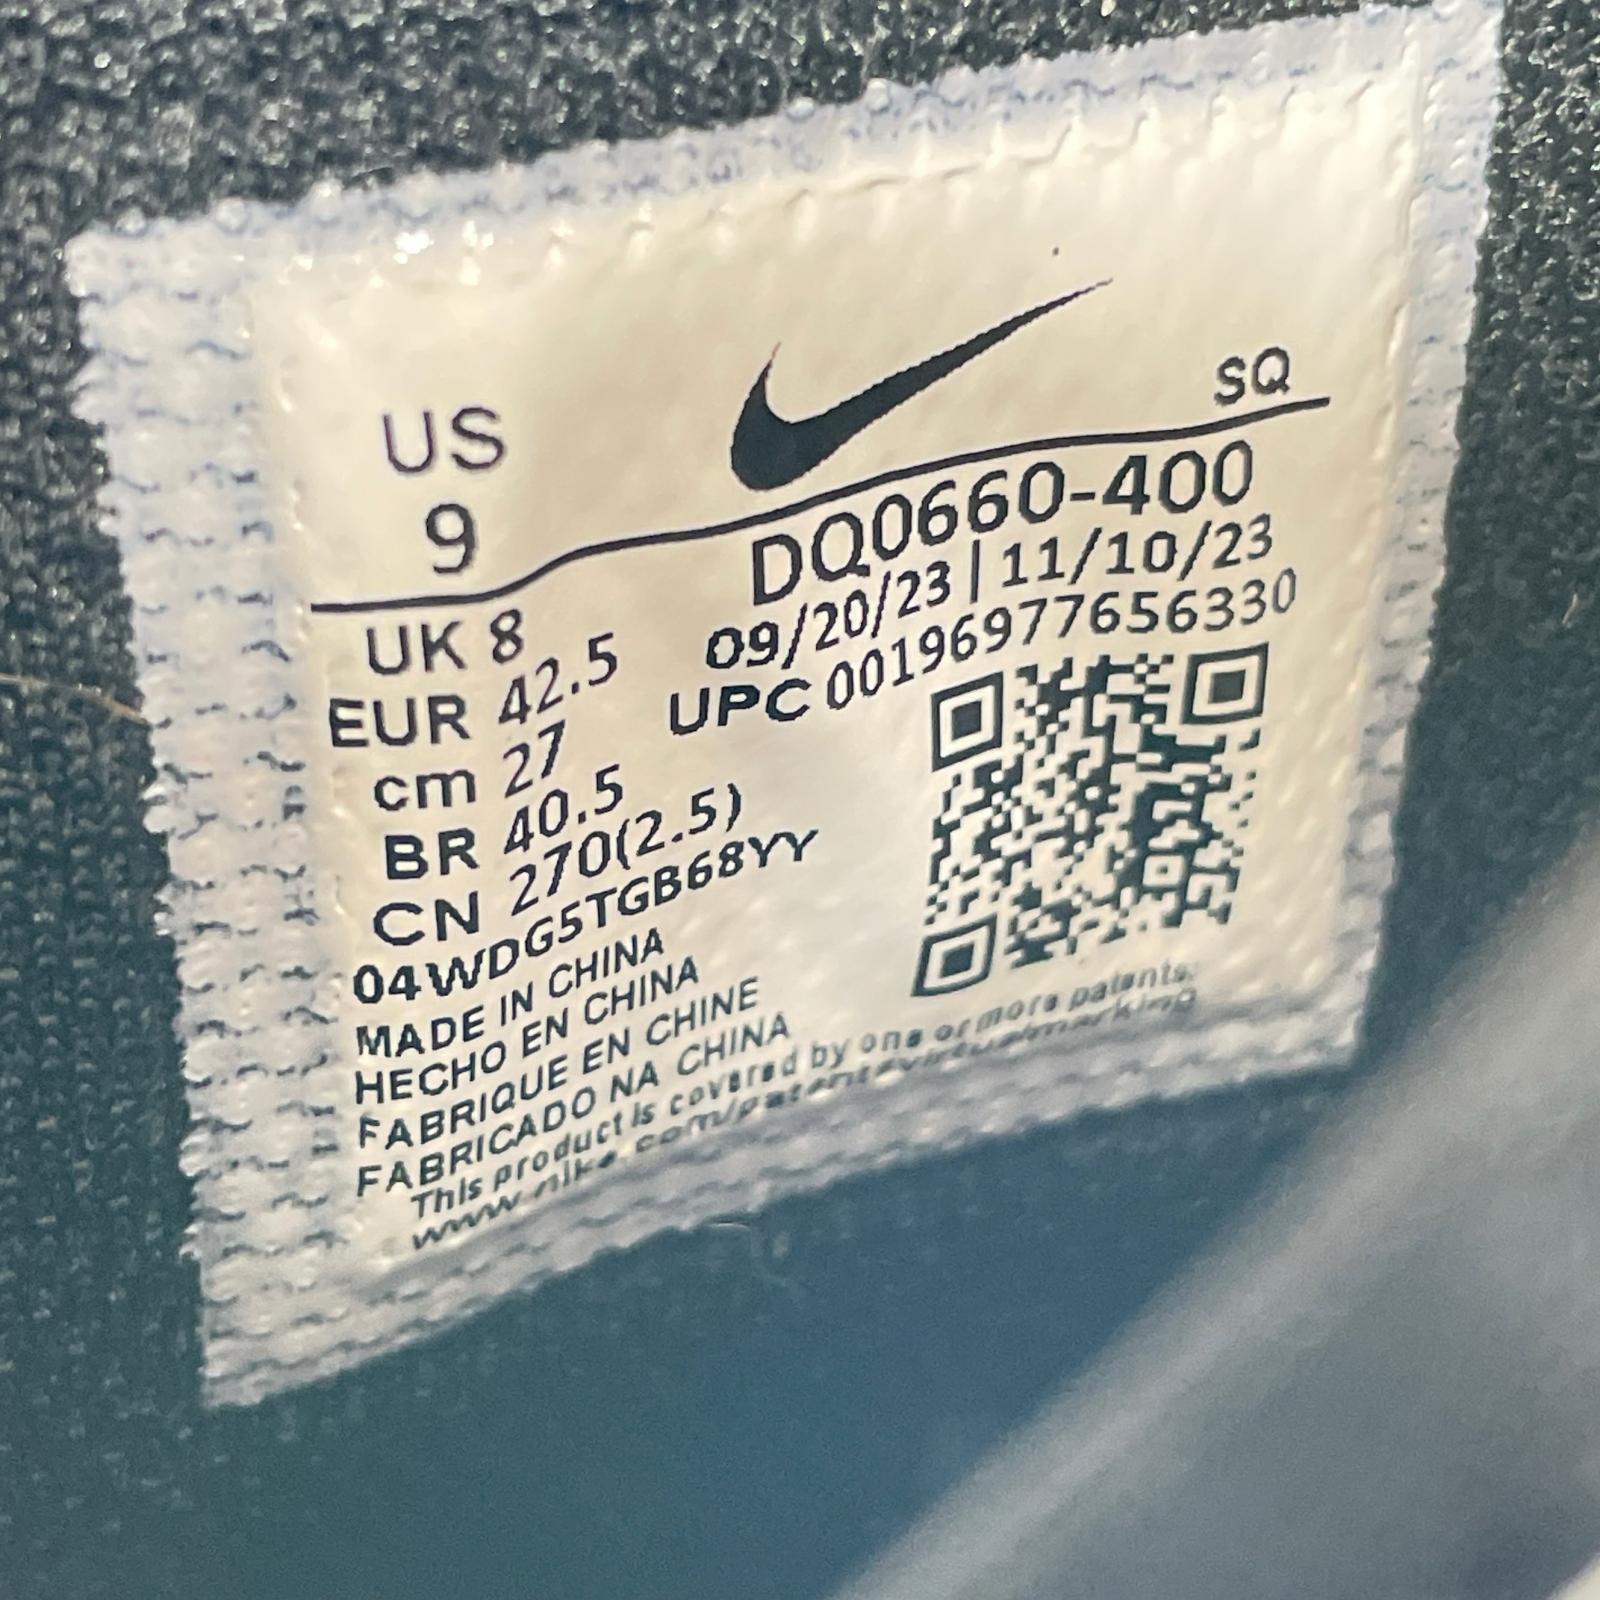 US
9
SQ
DQ0660-400
09/20/23 | 11/10/23
UPC 00196977656330
UK 8
EUR 42.5
cm 27
BR 40.5
CN 270(2.5)
04WDG5TGB68YY
MADE IN CHINA
HECHO EN CHINA
FABRIQUE EN CHINE
FABRICADO NA CHINA
This product is covered by one or more patents.
www.nike.com/patentvirtualmarking